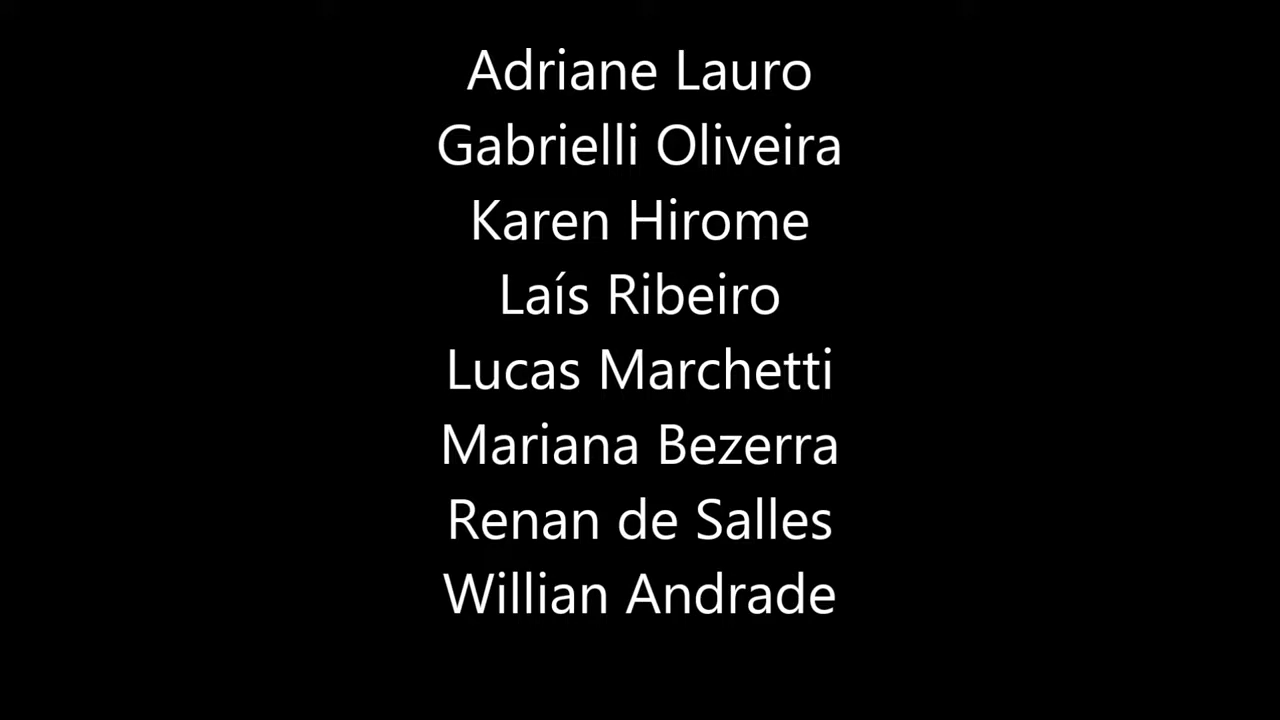 Adriane Lauro
Gabrielli Oliveira
Karen Hirome
Laís Ribeiro
Lucas Marchetti
Mariana Bezerra
Renan de Salles
Willian Andrade